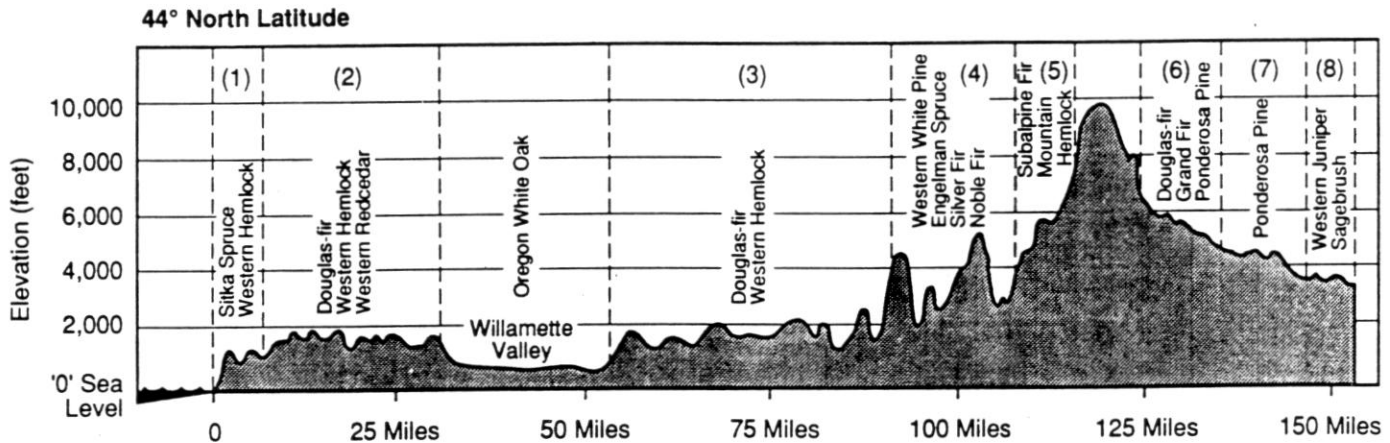 44° North Latitude
(1)
(2)
(3)
(4)
(5)
(6)
(7)
(8)
Elevation (feet)
10,000
8,000
6,000
4,000
2,000
'0' Sea
Level
Sitka Spruce
Western Hemlock
Douglas-fir
Western Hemlock
Western Redcedar
Oregon White Oak
Willamette
Valley
Douglas-fir
Western Hemlock
Western White Pine
Engelman Spruce
Silver Fir
Noble Fir
Subalpine Fir
Mountain
Hemlock
Douglas-fir
Grand Fir
Ponderosa Pine
Ponderosa Pine
Western Juniper
Sagebrush
0
25 Miles
50 Miles
75 Miles
100 Miles
125 Miles
150 Miles